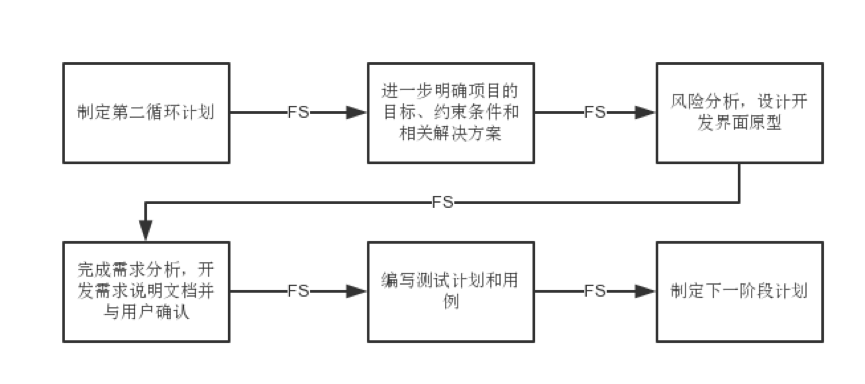 制定第二循环计划
FS
进一步明确项目的
目标、约束条件和
相关解决方案
FS
风险分析，设计开
发界面原型
FS
完成需求分析，开
发需求说明文档并
与用户确认
FS
编写测试计划和用
例
FS
制定下一阶段计划